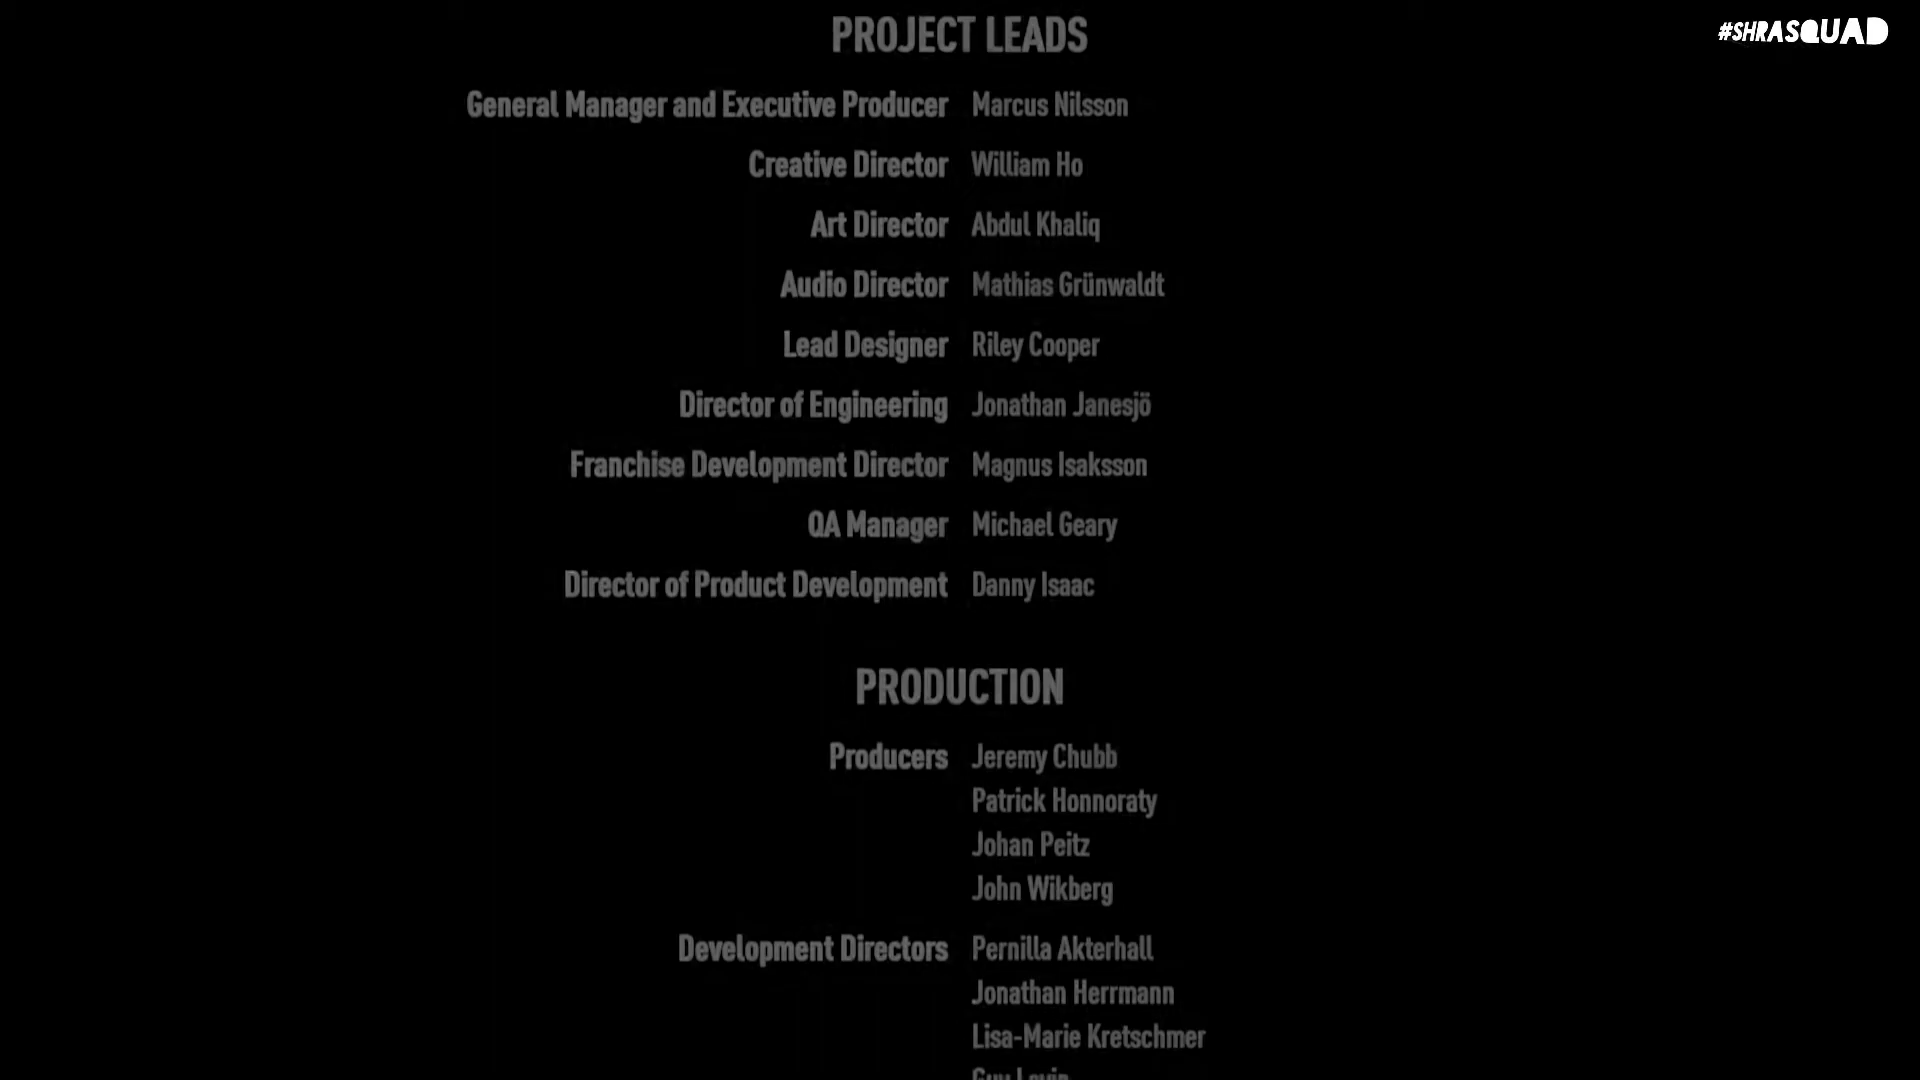 PROJECT LEADS
#SHRASQUAD
General Manager and Executive Producer Marcus Nilsson
Creative Director William Ho
Art Director Abdul Khaliq
Audio Director Mathias Grünwaldt
Lead Designer Riley Cooper
Director of Engineering Jonathan Janesjö
Franchise Development Director Magnus Isaksson
QA Manager Michael Geary
Director of Product Development Danny Isaac
PRODUCTION
Producers Jeremy Chubb
Patrick Honnoraty
Johan Peitz
John Wikberg
Development Directors Pernilla Akterhall
Jonathan Herrmann
Lisa-Marie Kretschmer